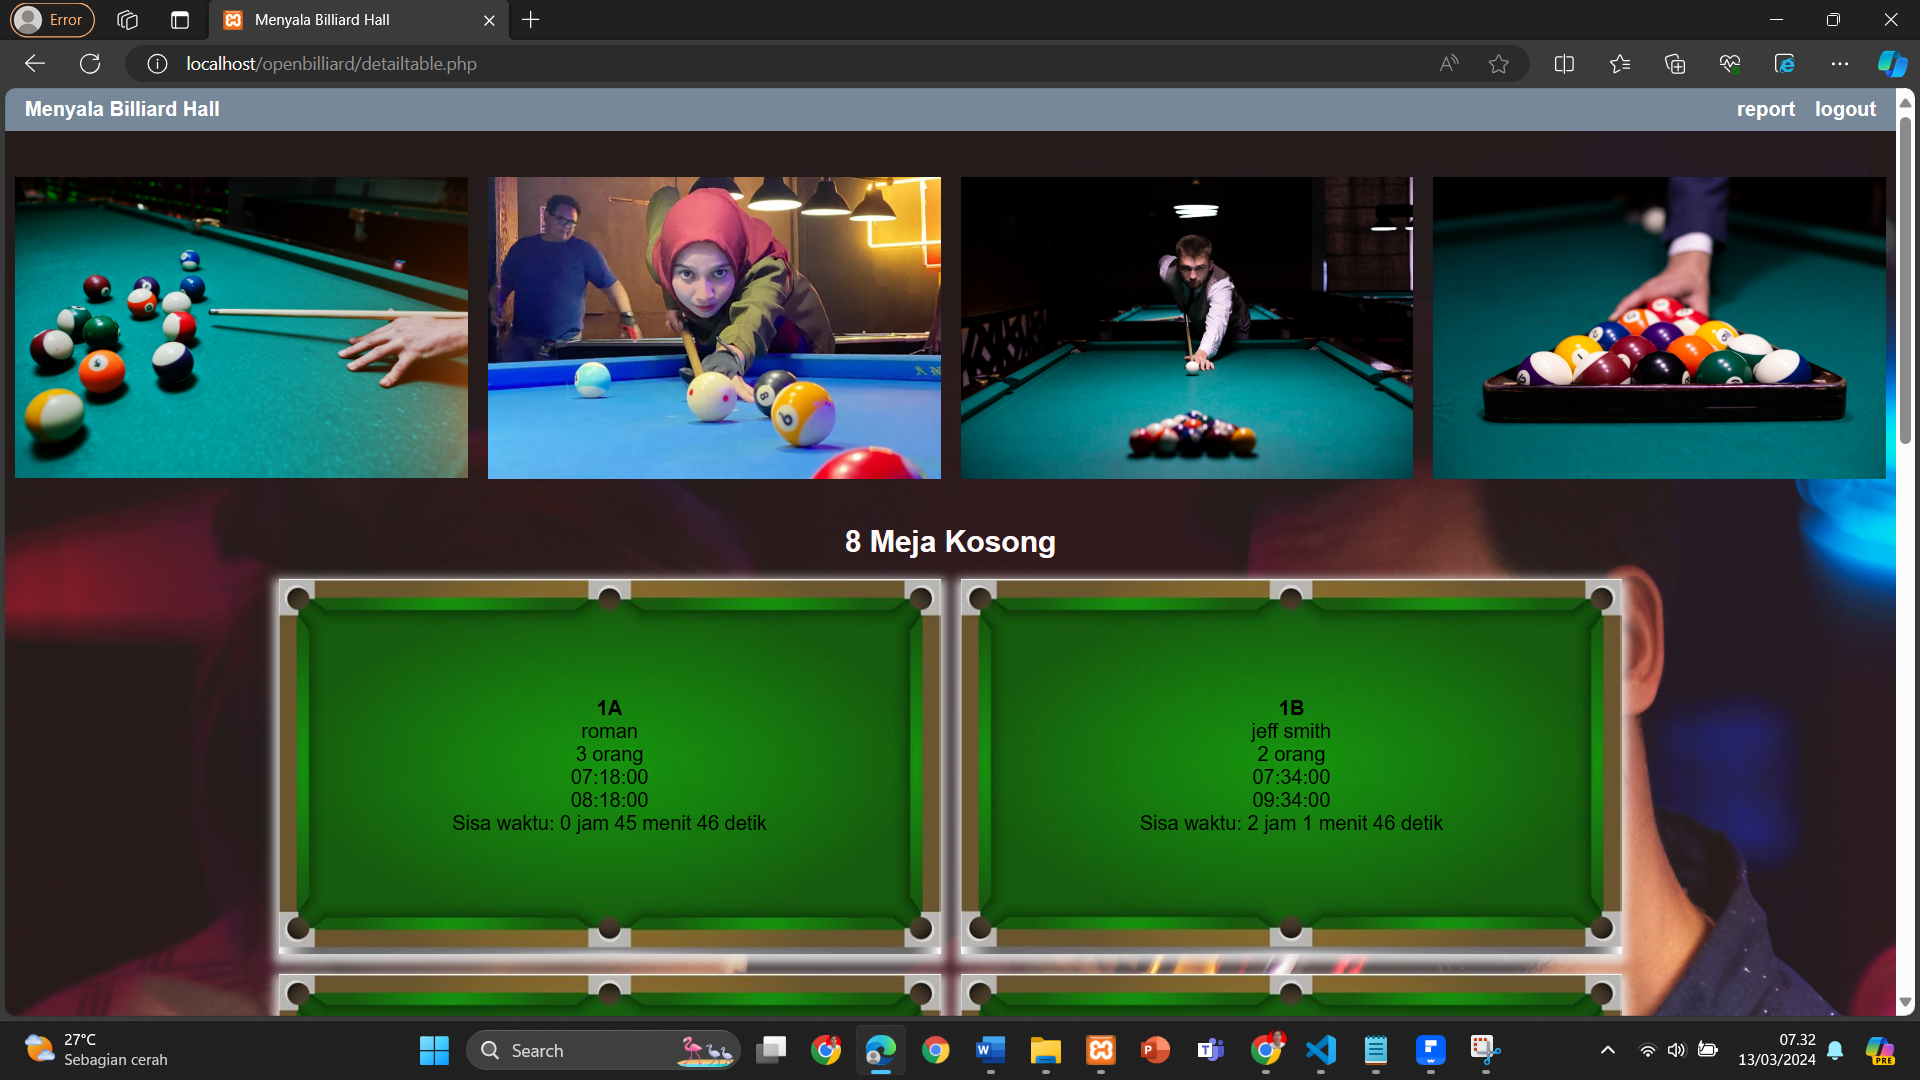 Error
Menyala Billiard Hall
localhost/openbilliard/detailtable.php
Menyala Billiard Hall
report logout
8 Meja Kosong
1A
roman
3 orang
07:18:00
08:18:00
Sisa waktu: 0 jam 45 menit 46 detik
1B
jeff smith
2 orang
07:34:00
09:34:00
Sisa waktu: 2 jam 1 menit 46 detik
27°C
Sebagian cerah
Search
07.32
13/03/2024
PRE